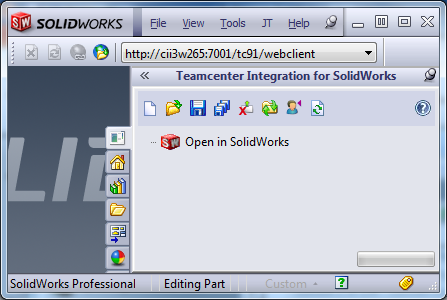 SW SOLIDWORKS File View Tools JT
http://cii3w265:7001/tc91/webclient
Teamcenter Integration for SolidWorks
Open in SolidWorks
SolidWorks Professional Editing Part Custom